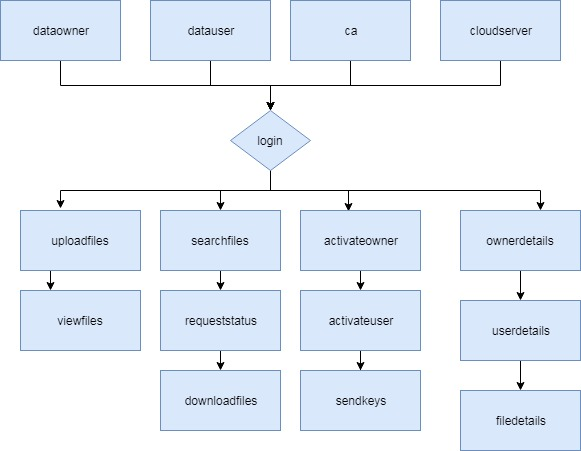 dataowner
datauser
ca
cloudserver
login
uploadfiles
searchfiles
activateowner
ownerdetails
viewfiles
requeststatus
activateuser
userdetails
downloadfiles
sendkeys
filedetails